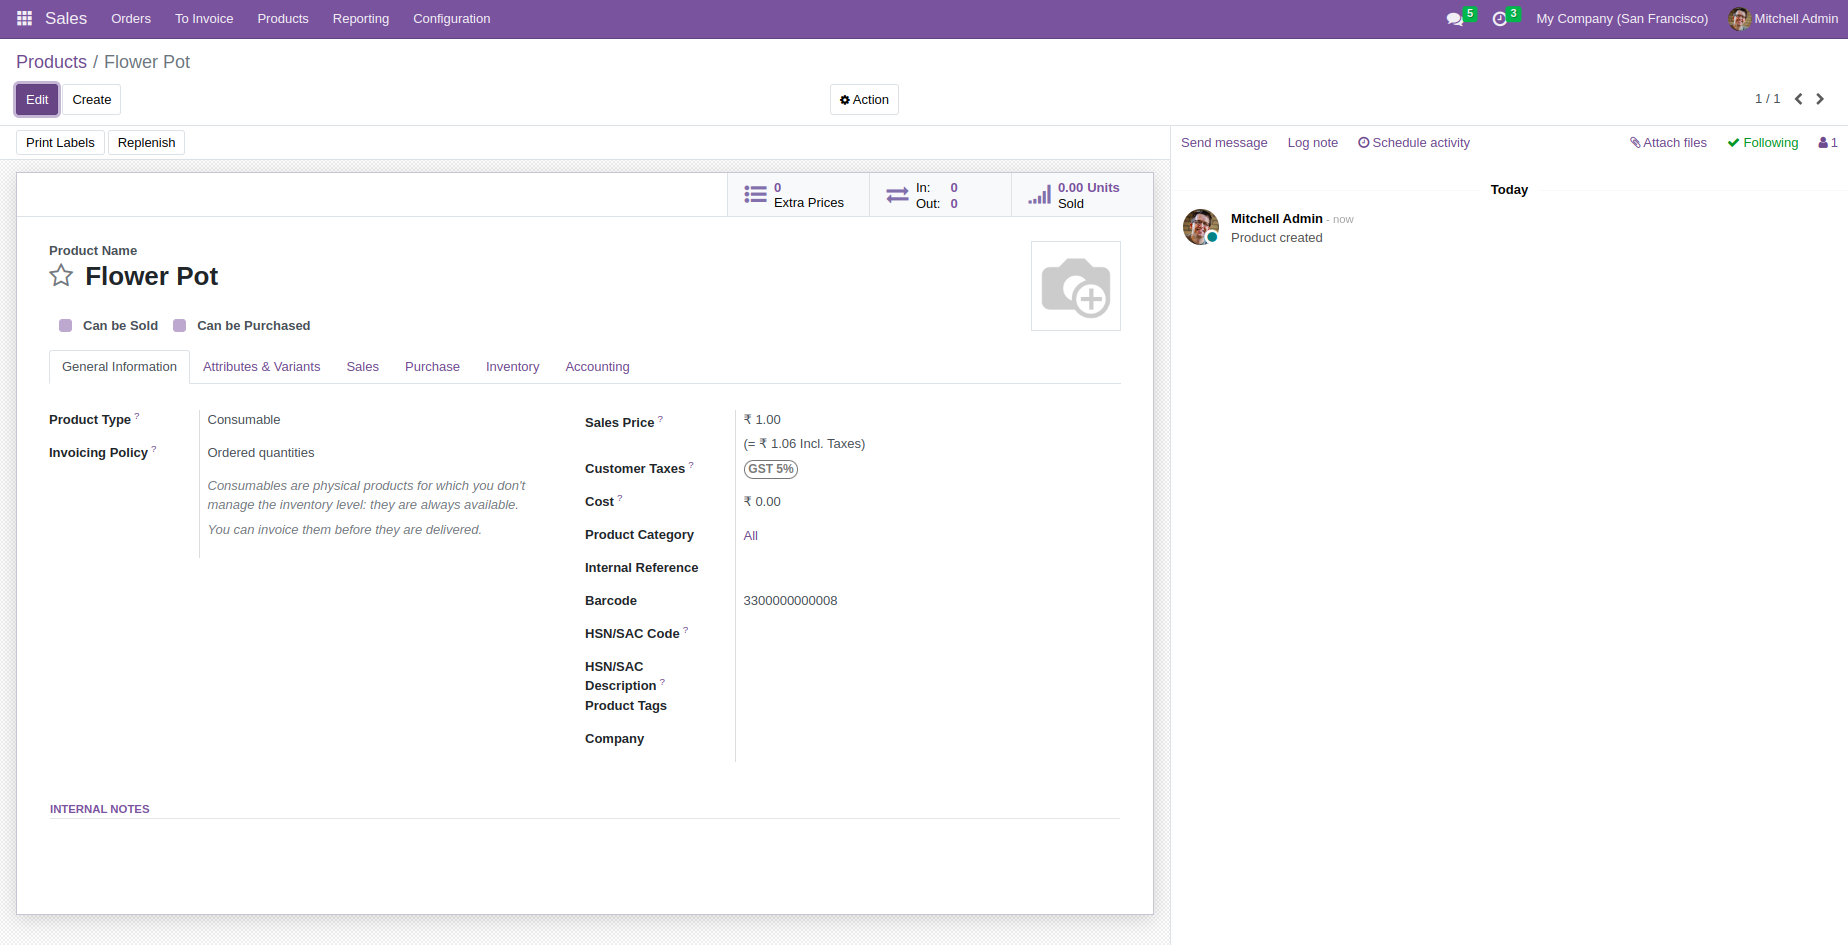 Sales Orders To Invoice Products Reporting Configuration 5 3 My Company (San Francisco) Mitchell Admin
Products / Flower Pot
Edit Create Action 1 / 1
Print Labels Replenish
Send message Log note Schedule activity Attach files Following 1
0
Extra Prices
In: 0
Out: 0
0.00 Units
Sold
Today
Mitchell Admin - now
Product created
Product Name
Flower Pot
Can be Sold Can be Purchased
General Information Attributes & Variants Sales Purchase Inventory Accounting
Product Type ? Consumable
Invoicing Policy ? Ordered quantities
Consumables are physical products for which you don't
manage the inventory level: they are always available.
You can invoice them before they are delivered.
Sales Price ? ₹ 1.00
(= ₹ 1.06 Incl. Taxes)
Customer Taxes ? GST 5%
Cost ? ₹ 0.00
Product Category All
Internal Reference
Barcode 3300000000008
HSN/SAC Code ?
HSN/SAC
Description ?
Product Tags
Company
INTERNAL NOTES